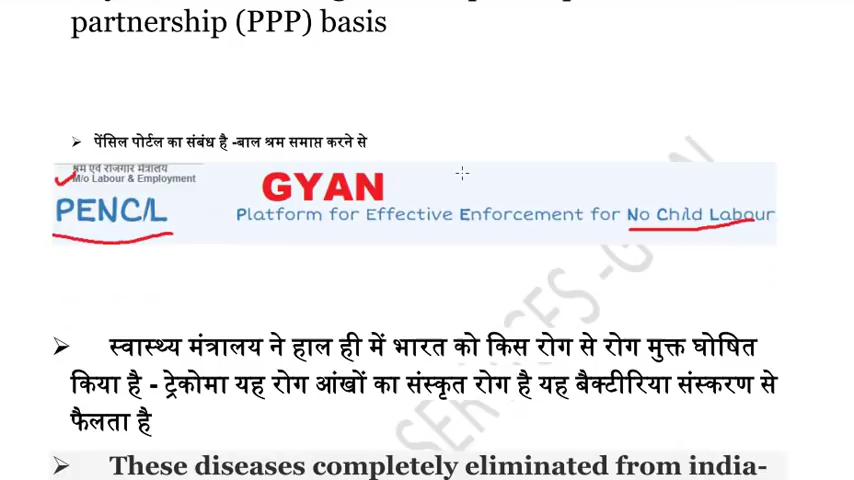 partnership (PPP) basis
➢ पेंसिल पोर्टल का संबंध है -बाल श्रम समाप्त करने से
श्रम एवं रोजगार मंत्रालय
M/o Labour & Employment
GYAN
PENCIL
Platform for Effective Enforcement for No Child Labour
➢ स्वास्थ्य मंत्रालय ने हाल ही में भारत को किस रोग से रोग मुक्त घोषित
किया है - ट्रेकोमा यह रोग आंखों का संस्कृत रोग है यह बैक्टीरिया संस्करण से
फैलता है
➢ These diseases completely eliminated from india-